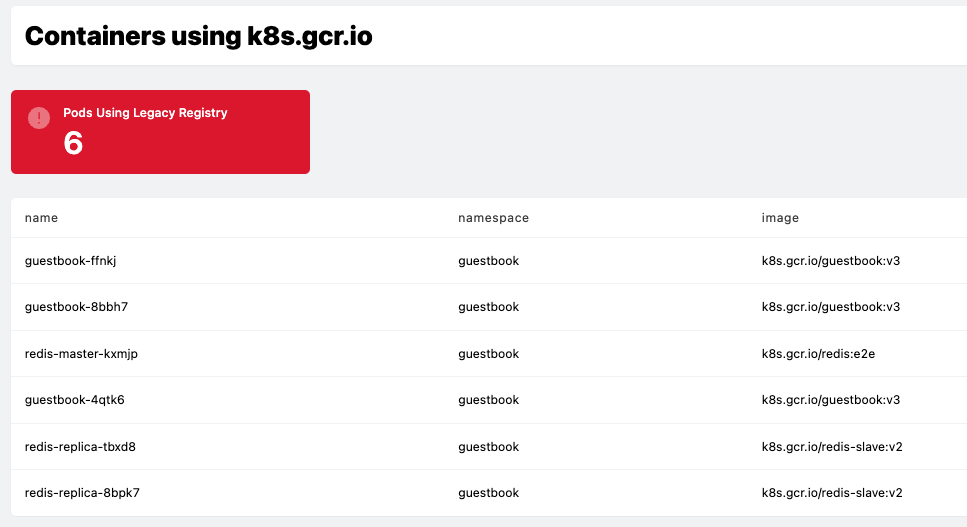 Containers using k8s.gcr.io
Pods Using Legacy Registry
6
name namespace image
guestbook-ffnkj guestbook k8s.gcr.io/guestbook:v3
guestbook-8bbh7 guestbook k8s.gcr.io/guestbook:v3
redis-master-kxmjp guestbook k8s.gcr.io/redis:e2e
guestbook-4qtk6 guestbook k8s.gcr.io/guestbook:v3
redis-replica-tbxd8 guestbook k8s.gcr.io/redis-slave:v2
redis-replica-8bpk7 guestbook k8s.gcr.io/redis-slave:v2